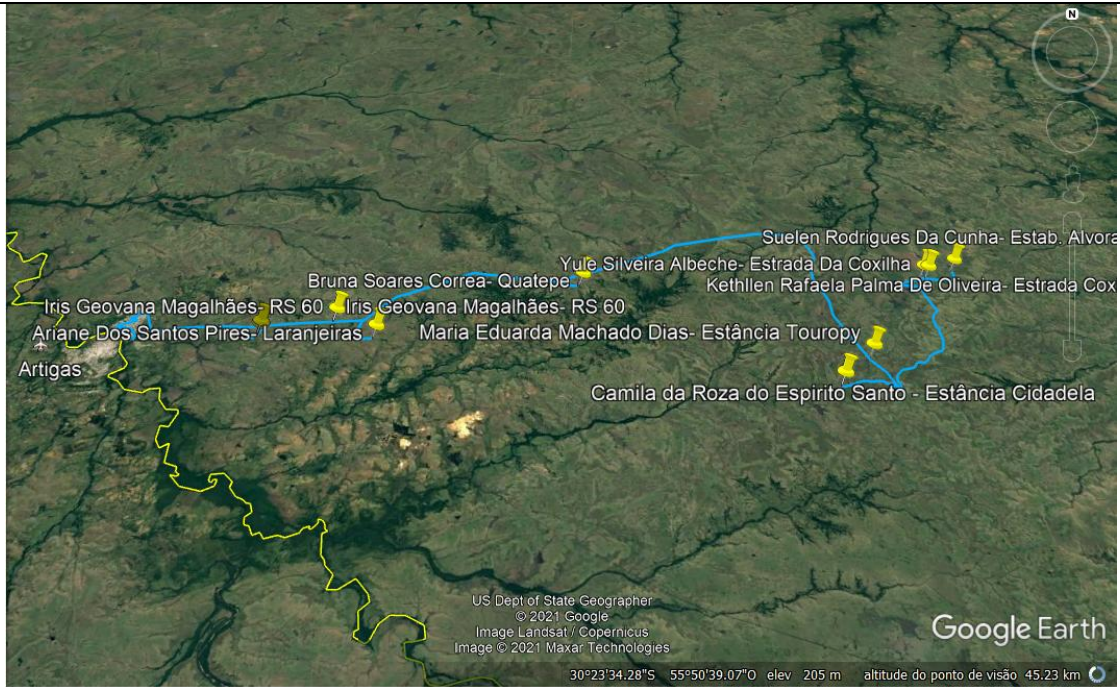 N
Suelen Rodrigues Da Cunha- Estab. Alvora
Yule Silveira Albeche- Estrada Da Coxilha
Bruna Soares Correa- Quatepe
Kethllen Rafaela Palma De Oliveira- Estrada Cox
Iris Geovana Magalhães- RS 60
Iris Geovana Magalhães- RS 60
Ariane Dos Santos Pires- Laranjeiras
Maria Eduarda Machado Dias- Estância Touropy
Artigas
Camila da Roza do Espirito Santo - Estância Cidadela
US Dept of State Geographer
© 2021 Google
Image Landsat / Copernicus
Image © 2021 Maxar Technologies
Google Earth
30°23'34.28"S 55°50'39.07"O elev 205 m altitude do ponto de visão 45.23 km